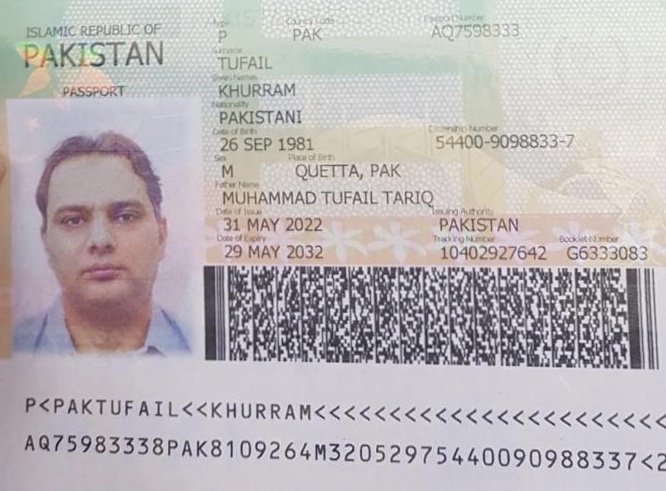 ISLAMIC REPUBLIC OF
PAKISTAN
PASSPORT
Type Country Code Passport Number
P PAK AQ7598333
Surname
TUFAIL
Given Names
KHURRAM
Nationality
PAKISTANI
Date of Birth Citizenship Number
26 SEP 1981 54400-9098833-7
Sex Place of Birth
M QUETTA, PAK
Father Name
MUHAMMAD TUFAIL TARIQ
Date of Issue Issuing Authority
31 MAY 2022 PAKISTAN
Date of Expiry Tracking Number Booklet Number
29 MAY 2032 10402927642 G6333083
P<PAKTUFAIL<<KHURRAM<<<<<<<<<<<<<<<<<<<<<<
AQ75983338PAK8109264M32052975440090988337<2